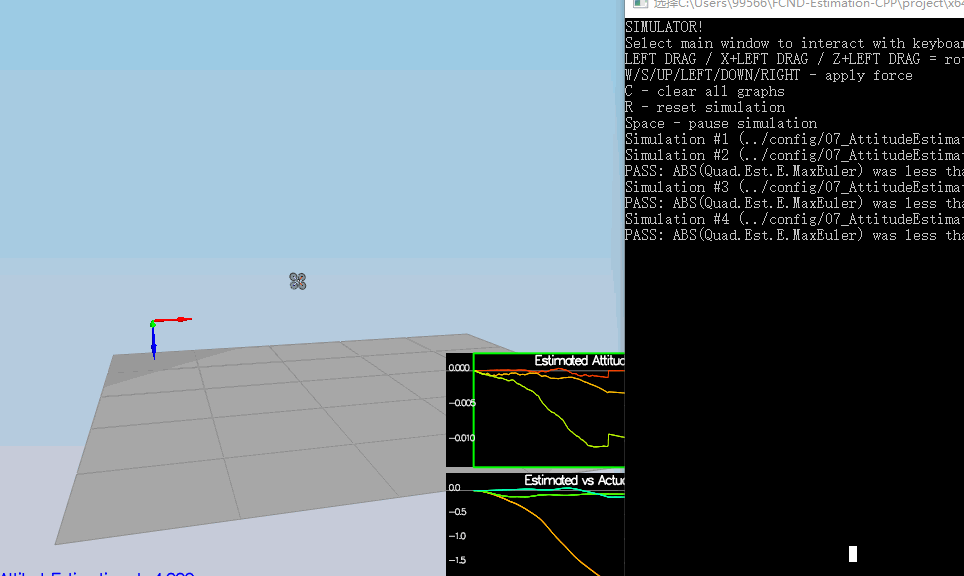 选择C:\Users\99566\FCND-Estimation-CPP\project\x64
SIMULATOR!
Select main window to interact with keyboar
LEFT DRAG / X+LEFT DRAG / Z+LEFT DRAG = rot
W/S/UP/LEFT/DOWN/RIGHT - apply force
C - clear all graphs
R - reset simulation
Space - pause simulation
Simulation #1 (../config/07_AttitudeEstimat
Simulation #2 (../config/07_AttitudeEstimat
PASS: ABS(Quad.Est.E.MaxEuler) was less tha
Simulation #3 (../config/07_AttitudeEstimat
PASS: ABS(Quad.Est.E.MaxEuler) was less tha
Simulation #4 (../config/07_AttitudeEstimat
PASS: ABS(Quad.Est.E.MaxEuler) was less tha
Estimated Attitud
0.000
-0.005
-0.010
Estimated vs Actua
0.0
-0.5
-1.0
-1.5